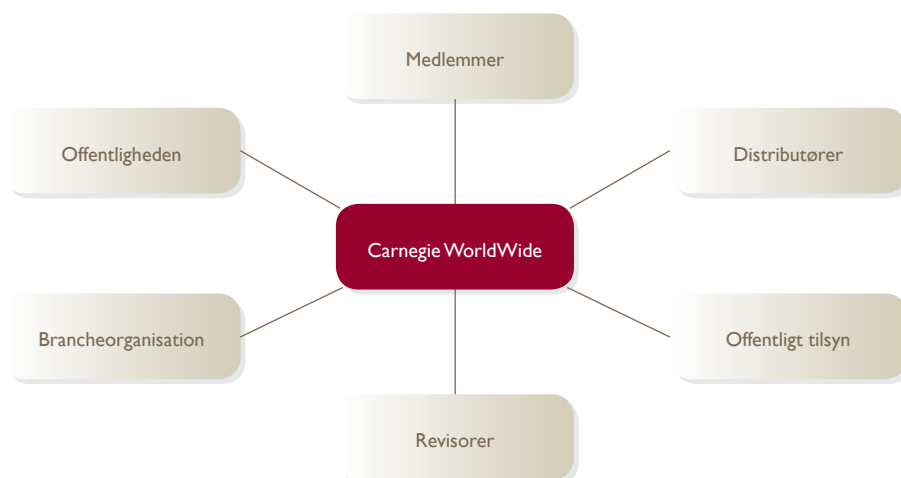 Medlemmer
Offentligheden
Distributører
Carnegie WorldWide
Brancheorganisation
Offentligt tilsyn
Revisorer